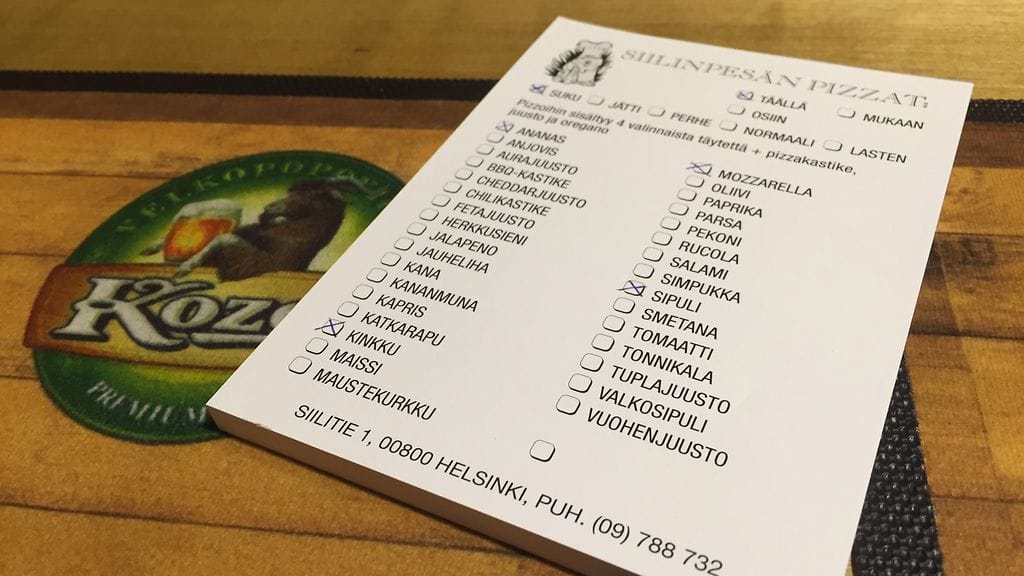 SIILINPESÄN PIZZAT:
SUKU JÄTTI PERHE
TÄÄLLÄ MUKAAN
OSIIN NORMAALI LASTEN
Pizzoihin sisältyy 4 valinnaista täytettä + pizzakastike,
juusto ja oregano
ANANAS
ANJOVIS
AURAJUUSTO
BBQ-KASTIKE
CHEDDARJUUSTO
CHILIKASTIKE
FETAJUUSTO
HERKKUSIENI
JALAPENO
JAUHELIHA
KANA
KANANMUNA
KAPRIS
KATKARAPU
KINKKU
MAISSI
MAUSTEKURKKU
MOZZARELLA
OLIIVI
PAPRIKA
PARSA
PEKONI
RUCOLA
SALAMI
SIMPUKKA
SIPULI
SMETANA
TOMAATTI
TONNIKALA
TUPLAJUUSTO
VALKOSIPULI
VUOHENJUUSTO
SIILITIE 1, 00800 HELSINKI, PUH. (09) 788 732
PREMIUM